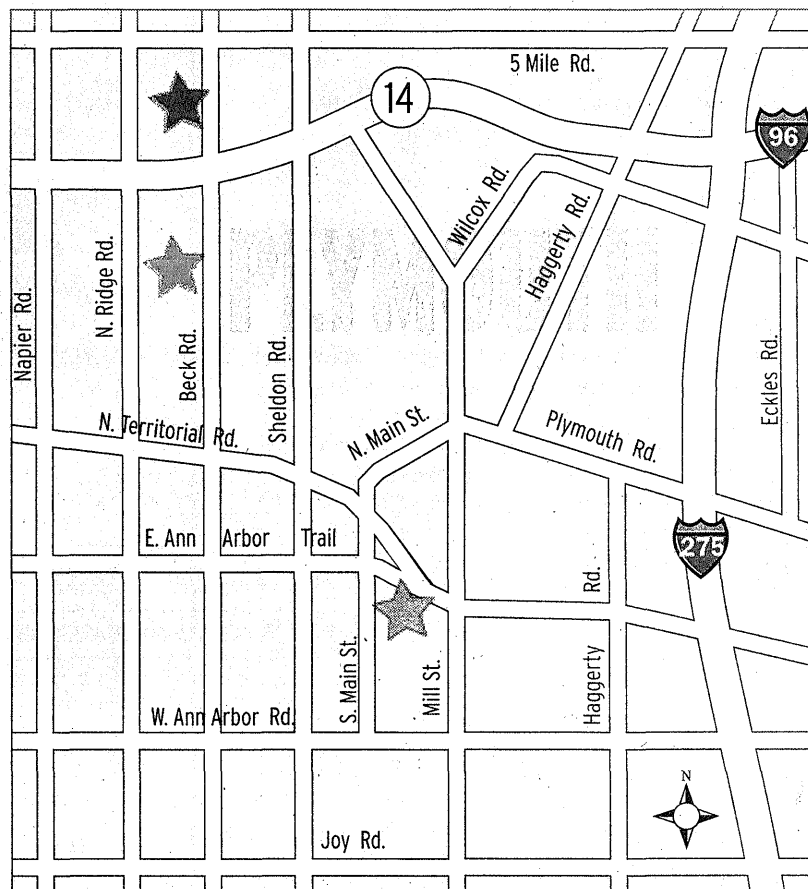 5 Mile Rd.
14
96
Wilcox Rd.
Haggerty Rd.
N. Ridge Rd.
Napier Rd.
Beck Rd.
Sheldon Rd.
Eckles Rd.
N. Territorial Rd.
N. Main St.
Plymouth Rd.
E. Ann Arbor Trail
275
Haggerty Rd.
S. Main St.
Mill St.
W. Ann Arbor Rd.
N
Joy Rd.